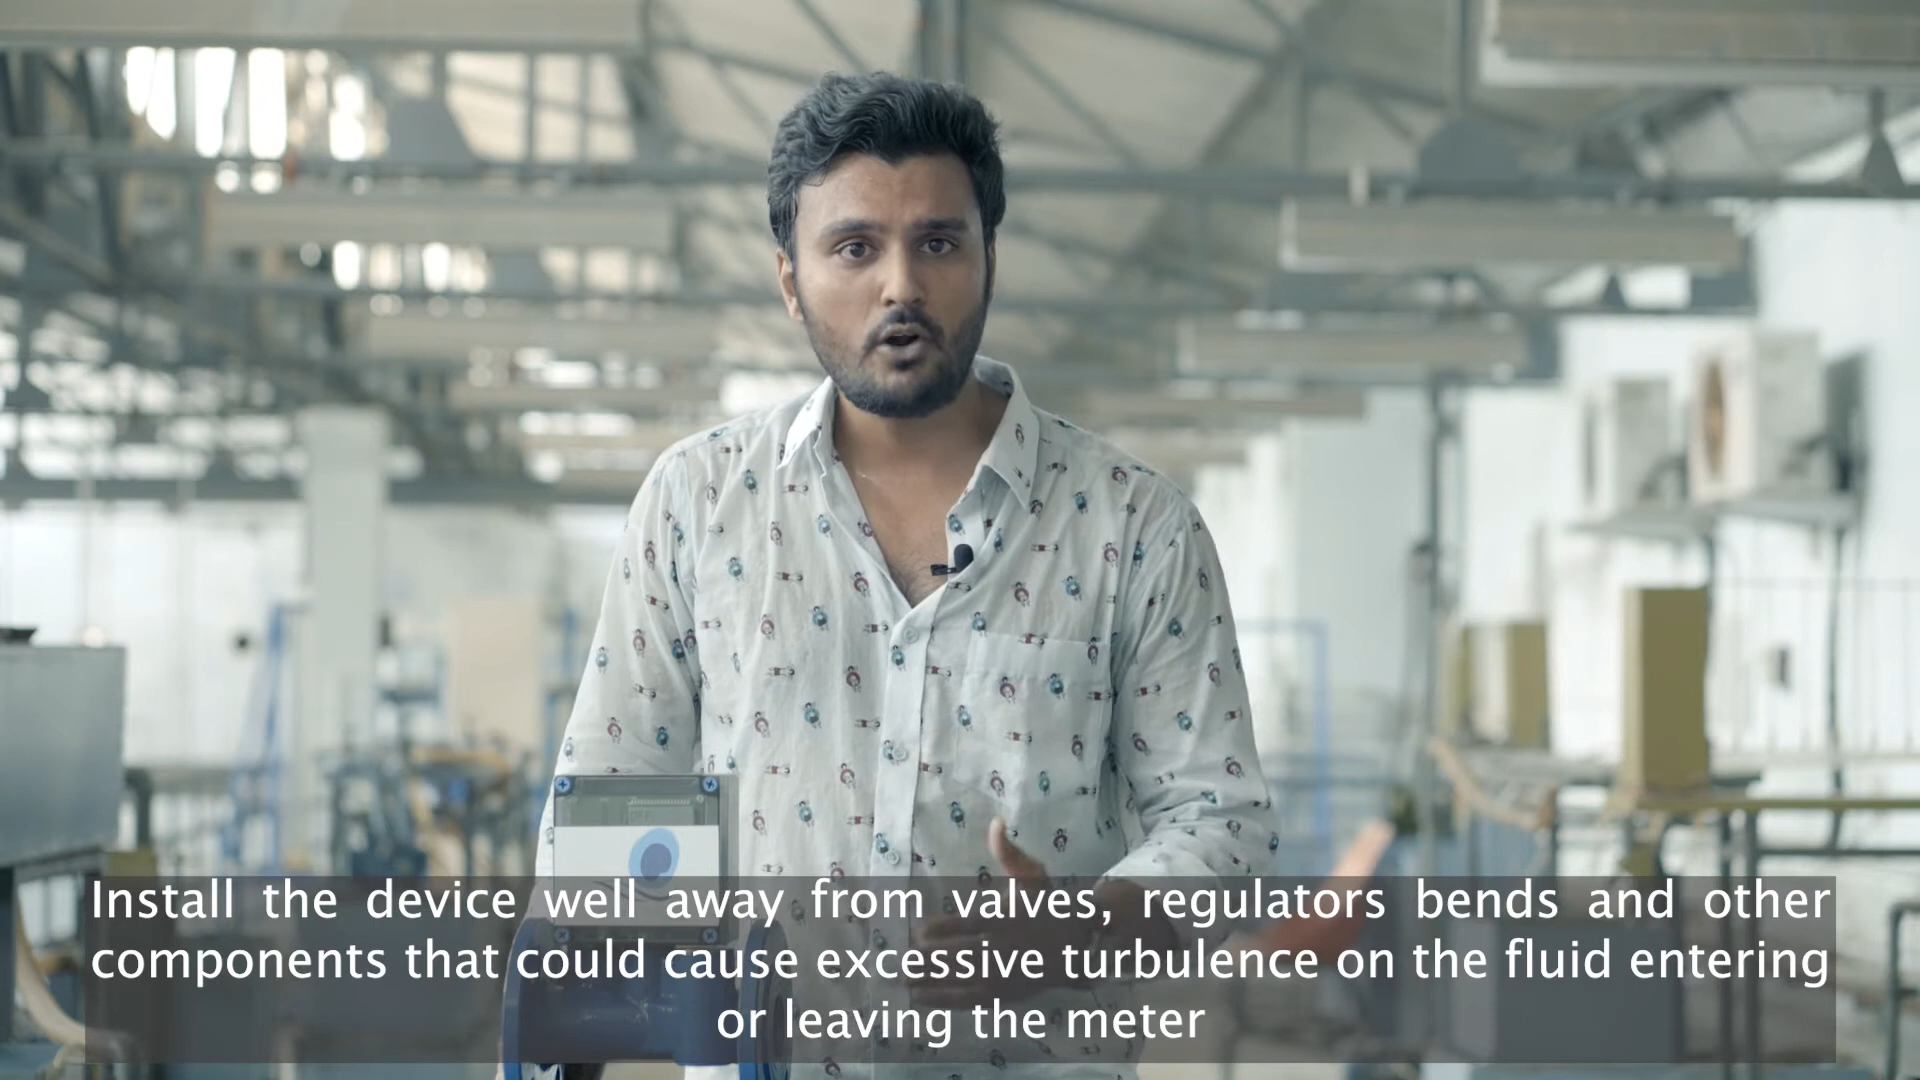 Install the device well away from valves, regulators bends and other
components that could cause excessive turbulence on the fluid entering
or leaving the meter